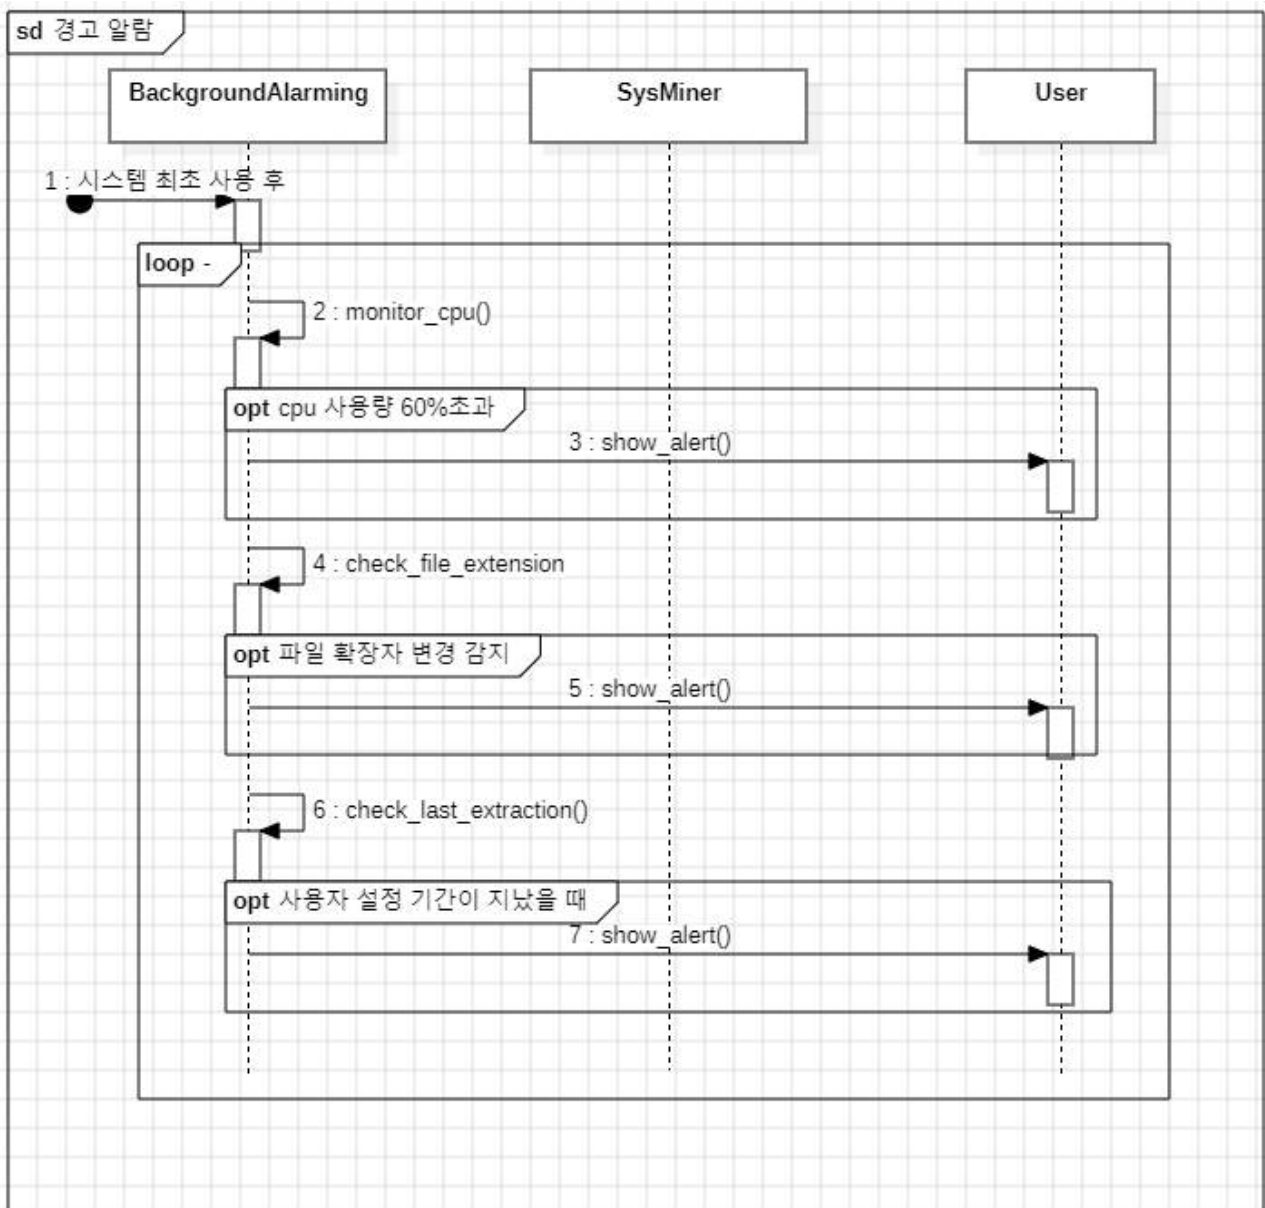 sd 경고 알람
BackgroundAlarming
SysMiner
User
1 : 시스템 최초 사용 후
loop -
2 : monitor_cpu()
opt cpu 사용량 60%초과
3 : show_alert()
4 : check_file_extension
opt 파일 확장자 변경 감지
5 : show_alert()
6 : check_last_extraction()
opt 사용자 설정 기간이 지났을 때
7 : show_alert()